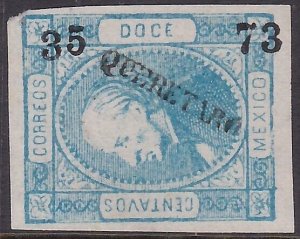 35 73
DOCE
QUERETARO
CORREOS
MEXICO
CENTAVOS